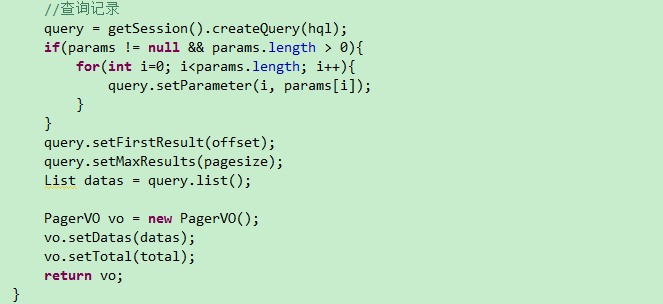 //查询记录
query = getSession().createQuery(hql);
if(params != null && params.length > 0){
for(int i=0; i<params.length; i++){
query.setParameter(i, params[i]);
}
}
query.setFirstResult(offset);
query.setMaxResults(pagesize);
List datas = query.list();
PagerVO vo = new PagerVO();
vo.setDatas(datas);
vo.setTotal(total);
return vo;
}